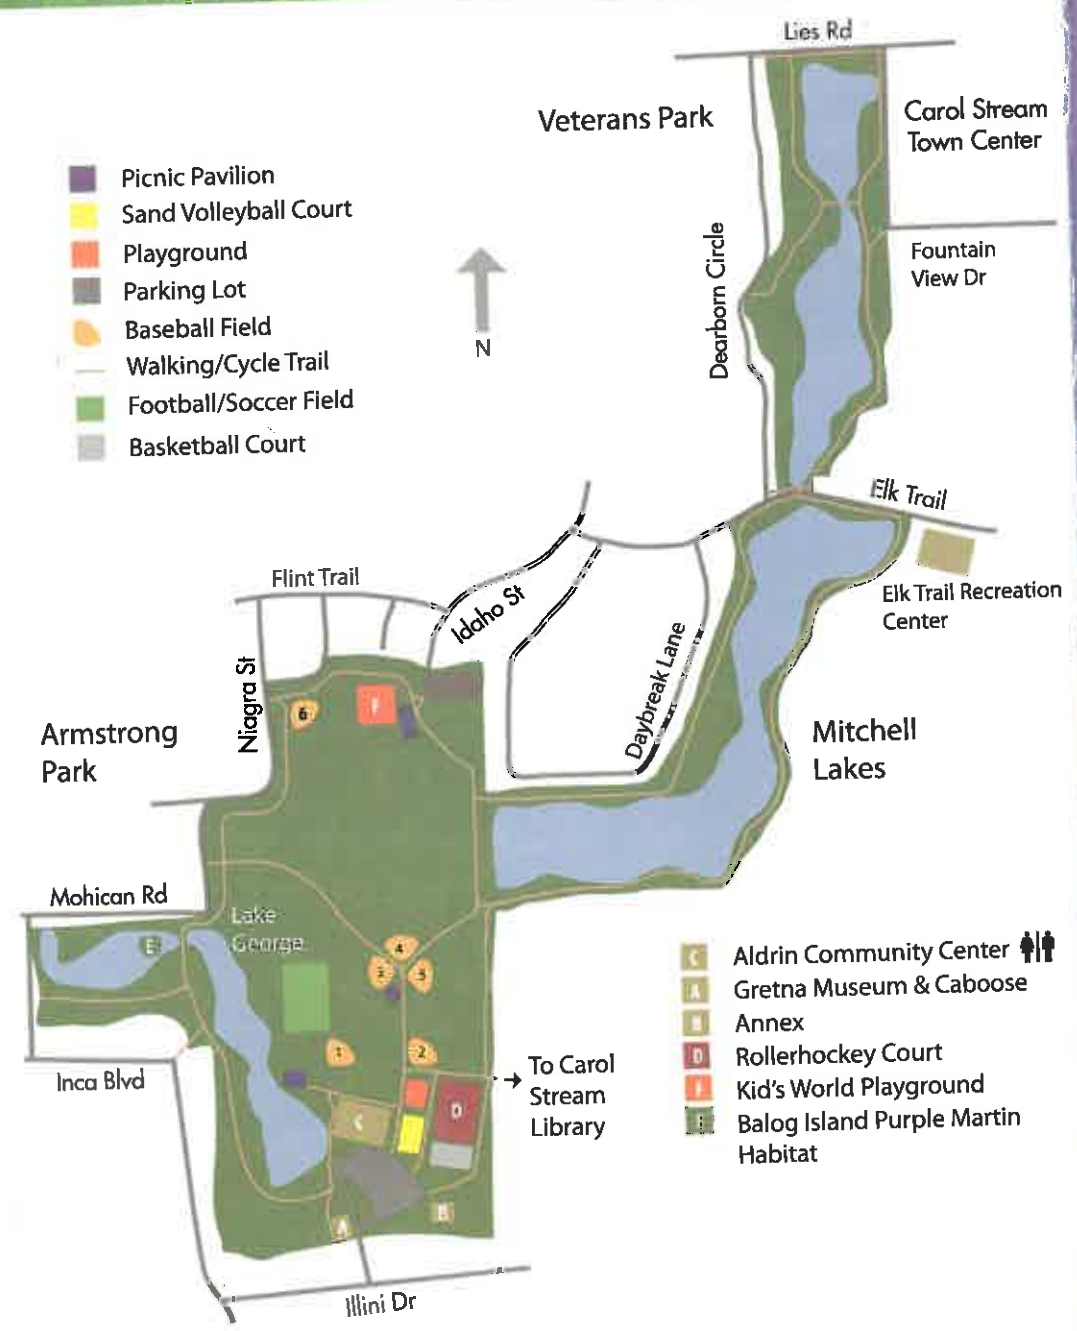 Lies Rd
Veterans Park
Carol Stream
Town Center
Picnic Pavilion
Sand Volleyball Court
Playground
Parking Lot
Baseball Field
Walking/Cycle Trail
Football/Soccer Field
Basketball Court
N
Dearborn Circle
Fountain
View Dr
Elk Trail
Elk Trail Recreation
Center
Flint Trail
Idaho St
Daybreak Lane
Niagra St
Armstrong
Park
Mitchell
Lakes
6
F
Mohican Rd
Lake
George
E
4
3
5
1
2
Inca Blvd
To Carol
Stream
Library
C
D
A
B
Illini Dr
C Aldrin Community Center
A Gretna Museum & Caboose
B Annex
D Rollerhockey Court
F Kid's World Playground
Balog Island Purple Martin
Habitat